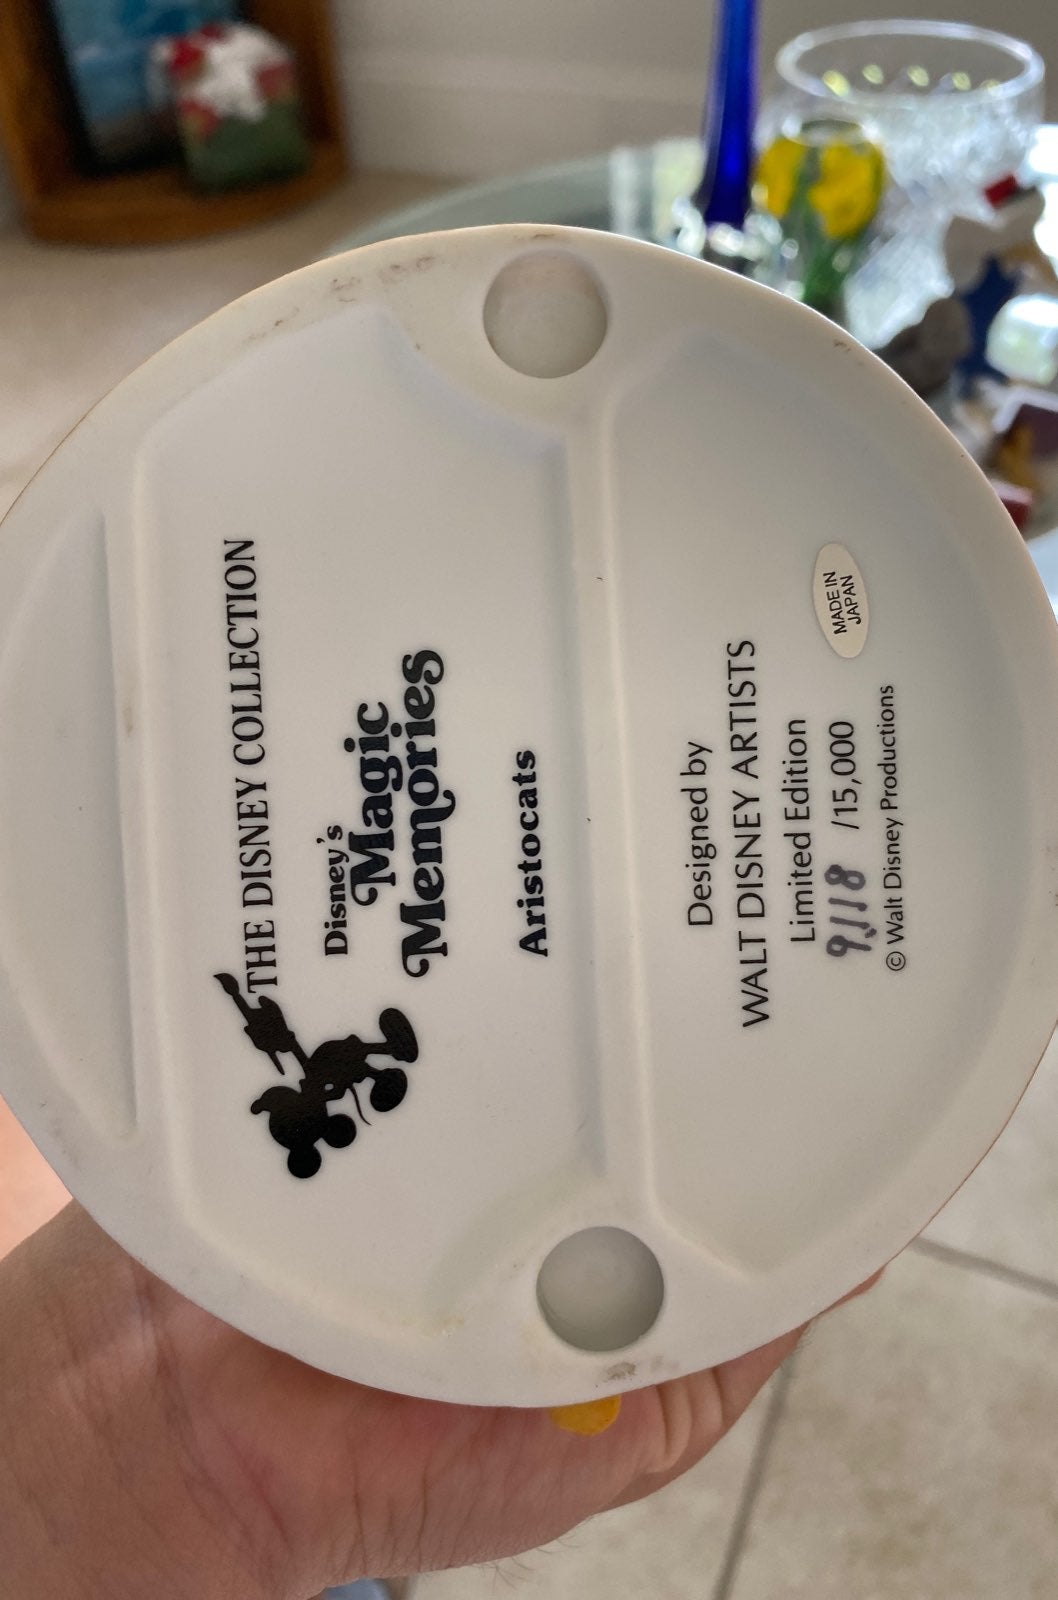 THE DISNEY COLLECTION
Disney's
Magic
Memories
Aristocats
Designed by
WALT DISNEY ARTISTS
Limited Edition
9,118 /15,000
© Walt Disney Productions
MADE IN
JAPAN